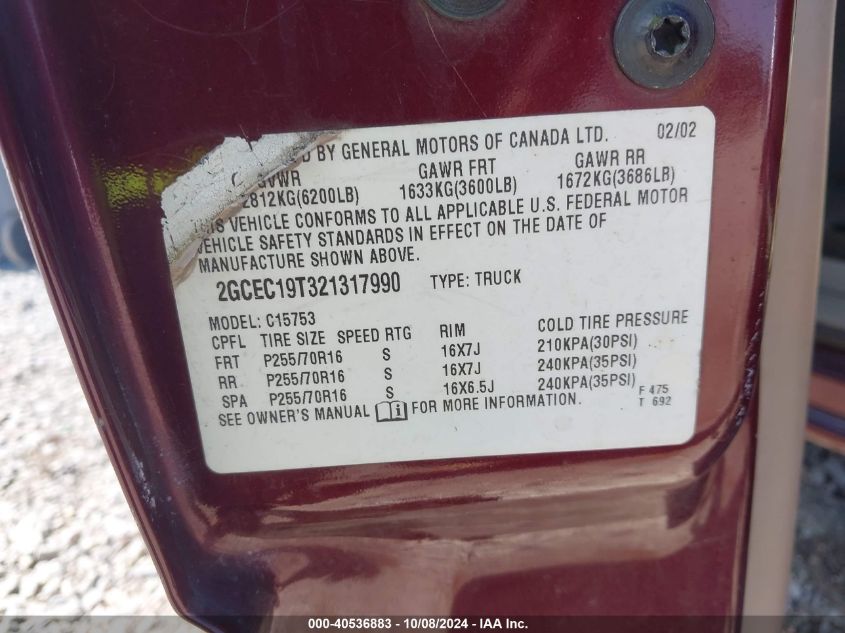 D BY GENERAL MOTORS OF CANADA LTD. 02/02
GVWR GAWR FRT GAWR RR
2812KG(6200LB) 1633KG(3600LB) 1672KG(3686LB)
THIS VEHICLE CONFORMS TO ALL APPLICABLE U.S. FEDERAL MOTOR
VEHICLE SAFETY STANDARDS IN EFFECT ON THE DATE OF
MANUFACTURE SHOWN ABOVE.
2GCEC19T321317990 TYPE: TRUCK
MODEL: C15753
CPFL TIRE SIZE SPEED RTG RIM COLD TIRE PRESSURE
FRT P255/70R16 S 16X7J 210KPA(30PSI)
RR P255/70R16 S 16X7J 240KPA(35PSI)
SPA P255/70R16 S 16X6.5J 240KPA(35PSI)
SEE OWNER'S MANUAL FOR MORE INFORMATION.
F 475
T 692
000-40536883 - 10/08/2024 - IAA Inc.